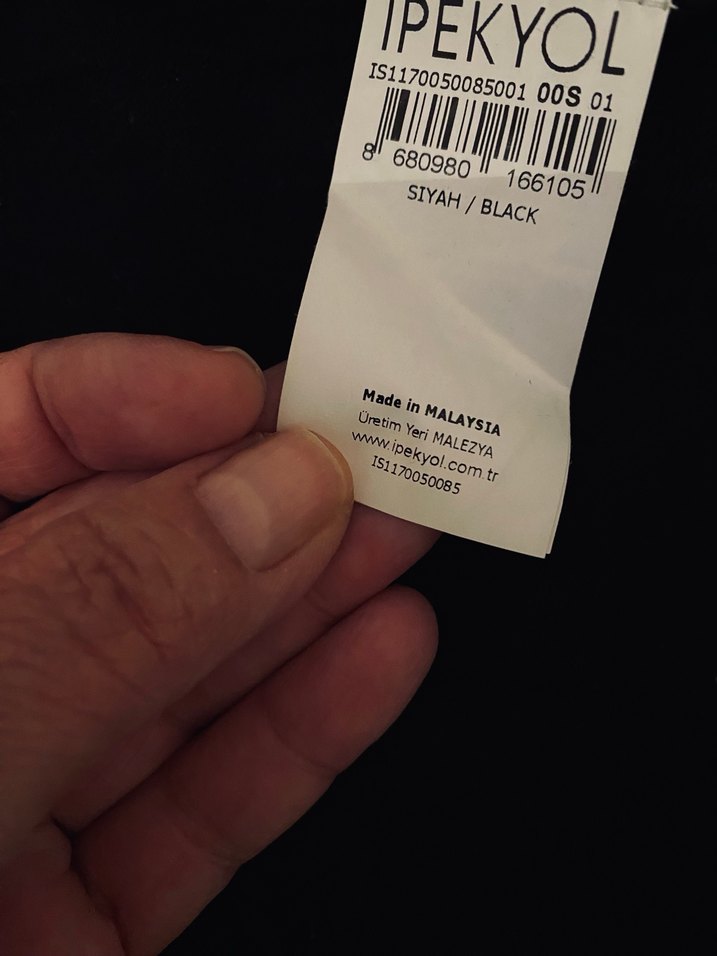 IPEKYOL
IS1170050085001 00S 01
8 680980 166105
SIYAH / BLACK
Made in MALAYSIA
Üretim Yeri MALEZYA
www.ipekyol.com.tr
IS1170050085